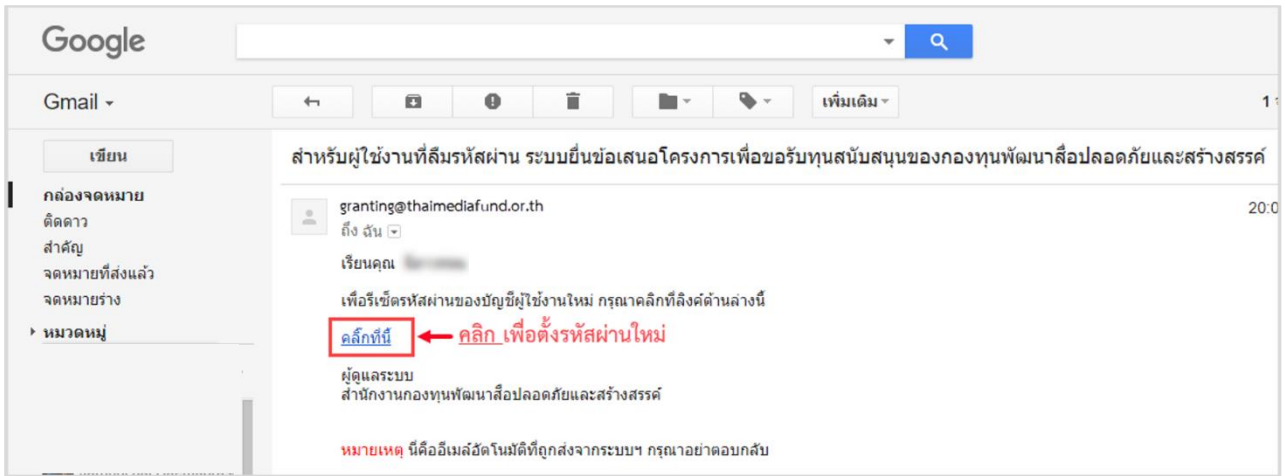 Google
Gmail
เพิ่มเติม
1
เขียน
สำหรับผู้ใช้งานที่ลืมรหัสผ่าน ระบบยื่นข้อเสนอโครงการเพื่อขอรับทุนสนับสนุนของกองทุนพัฒนาสื่อปลอดภัยและสร้างสรรค์
กล่องจดหมาย
ติดดาว
สำคัญ
จดหมายที่ส่งแล้ว
จดหมายร่าง
หมวดหมู่
granting@thaimediafund.or.th
20:0
ถึง ฉัน
เรียนคุณ
เพื่อรีเซ็ตรหัสผ่านของบัญชีผู้ใช้งานใหม่ กรุณาคลิกที่ลิงค์ด้านล่างนี้
คลิ๊กที่นี้ คลิก เพื่อตั้งรหัสผ่านใหม่
ผู้ดูแลระบบ
สำนักงานกองทุนพัฒนาสื่อปลอดภัยและสร้างสรรค์
หมายเหตุ นี่คืออีเมล์อัตโนมัติที่ถูกส่งจากระบบฯ กรุณาอย่าตอบกลับ